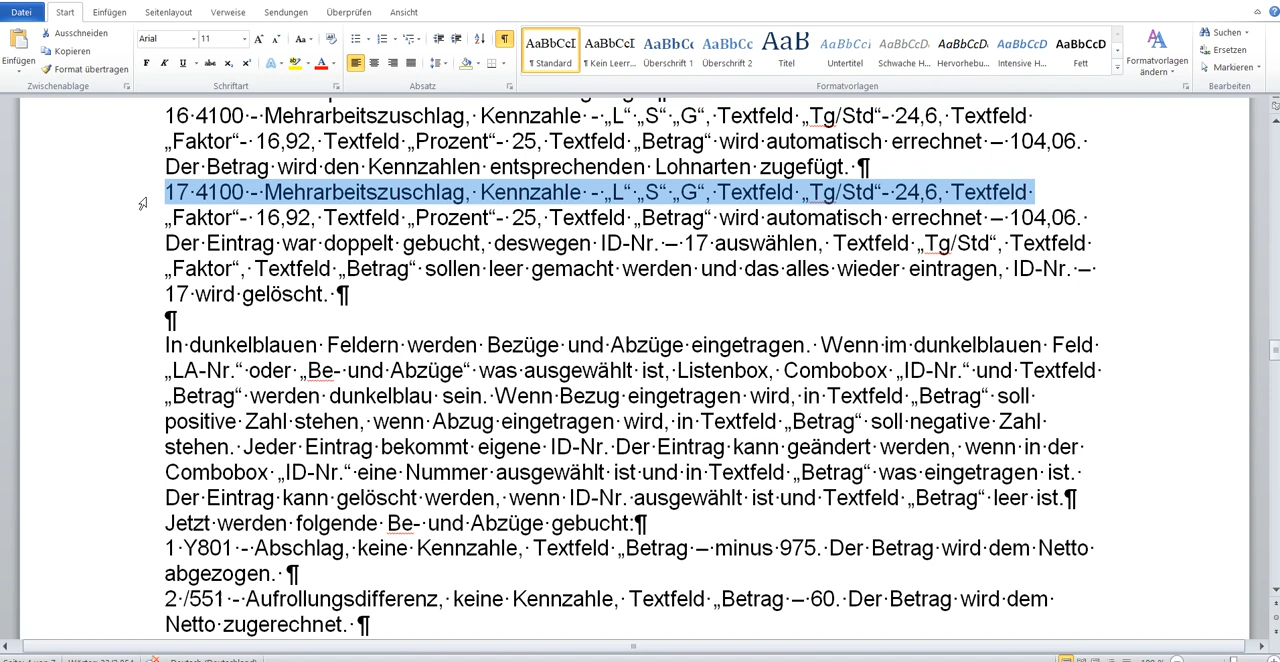 Datei Start Einfügen Seitenlayout Verweise Sendungen Überprüfen Ansicht
Einfügen
Ausschneiden
Kopieren
Format übertragen
Zwischenablage
Arial 11
F K U abc x₂ x²
Schriftart
Absatz
AaBbCcI AaBbCcI AaBbCc AaBbCc AaB AaBbCcI AaBbCcD AaBbCcD AaBbCcD AaBbCcD
¶ Standard ¶ Kein Leerr... Überschrift 1 Überschrift 2 Titel Untertitel Schwache H... Hervorhebu... Intensive H... Fett
Formatvorlagen
Formatvorlagen ändern
Suchen
Ersetzen
Markieren
Bearbeiten
16·4100·-·Mehrarbeitszuschlag,·Kennzahle·-·„L“·„S“·„G“,·Textfeld·„Tg/Std“-·24,6,·Textfeld·
„Faktor“-·16,92,·Textfeld·„Prozent“-·25,·Textfeld·„Betrag“·wird·automatisch·errechnet·–·104,06.·
Der·Betrag·wird·den·Kennzahlen·entsprechenden·Lohnarten·zugefügt.·¶
17·4100·-·Mehrarbeitszuschlag,·Kennzahle·-·„L“·„S“·„G“,·Textfeld·„Tg/Std“-·24,6,·Textfeld·
„Faktor“-·16,92,·Textfeld·„Prozent“-·25,·Textfeld·„Betrag“·wird·automatisch·errechnet·–·104,06.·
Der·Eintrag·war·doppelt·gebucht,·deswegen·ID-Nr.·–·17·auswählen,·Textfeld·„Tg/Std“,·Textfeld·
„Faktor“,·Textfeld·„Betrag“·sollen·leer·gemacht·werden·und·das·alles·wieder·eintragen,·ID-Nr.·–·
17·wird·gelöscht.·¶
¶
In·dunkelblauen·Feldern·werden·Bezüge·und·Abzüge·eingetragen.·Wenn·im·dunkelblauen·Feld·
„LA-Nr.“·oder·„Be-·und·Abzüge“·was·ausgewählt·ist,·Listenbox,·Combobox·„ID-Nr.“·und·Textfeld·
„Betrag“·werden·dunkelblau·sein.·Wenn·Bezug·eingetragen·wird,·in·Textfeld·„Betrag“·soll·
positive·Zahl·stehen,·wenn·Abzug·eingetragen·wird,·in·Textfeld·„Betrag“·soll·negative·Zahl·
stehen.·Jeder·Eintrag·bekommt·eigene·ID-Nr.·Der·Eintrag·kann·geändert·werden,·wenn·in·der·
Combobox·„ID-Nr.“·eine·Nummer·ausgewählt·ist·und·in·Textfeld·„Betrag“·was·eingetragen·ist.·
Der·Eintrag·kann·gelöscht·werden,·wenn·ID-Nr.·ausgewählt·ist·und·Textfeld·„Betrag“·leer·ist.¶
Jetzt·werden·folgende·Be-·und·Abzüge·gebucht:¶
1·Y801·-·Abschlag,·keine·Kennzahle,·Textfeld·„Betrag·–·minus·975.·Der·Betrag·wird·dem·Netto·
abgezogen.·¶
2·/551·-·Aufrollungsdifferenz,·keine·Kennzahle,·Textfeld·„Betrag·–·60.·Der·Betrag·wird·dem·
Netto·zugerechnet.·¶